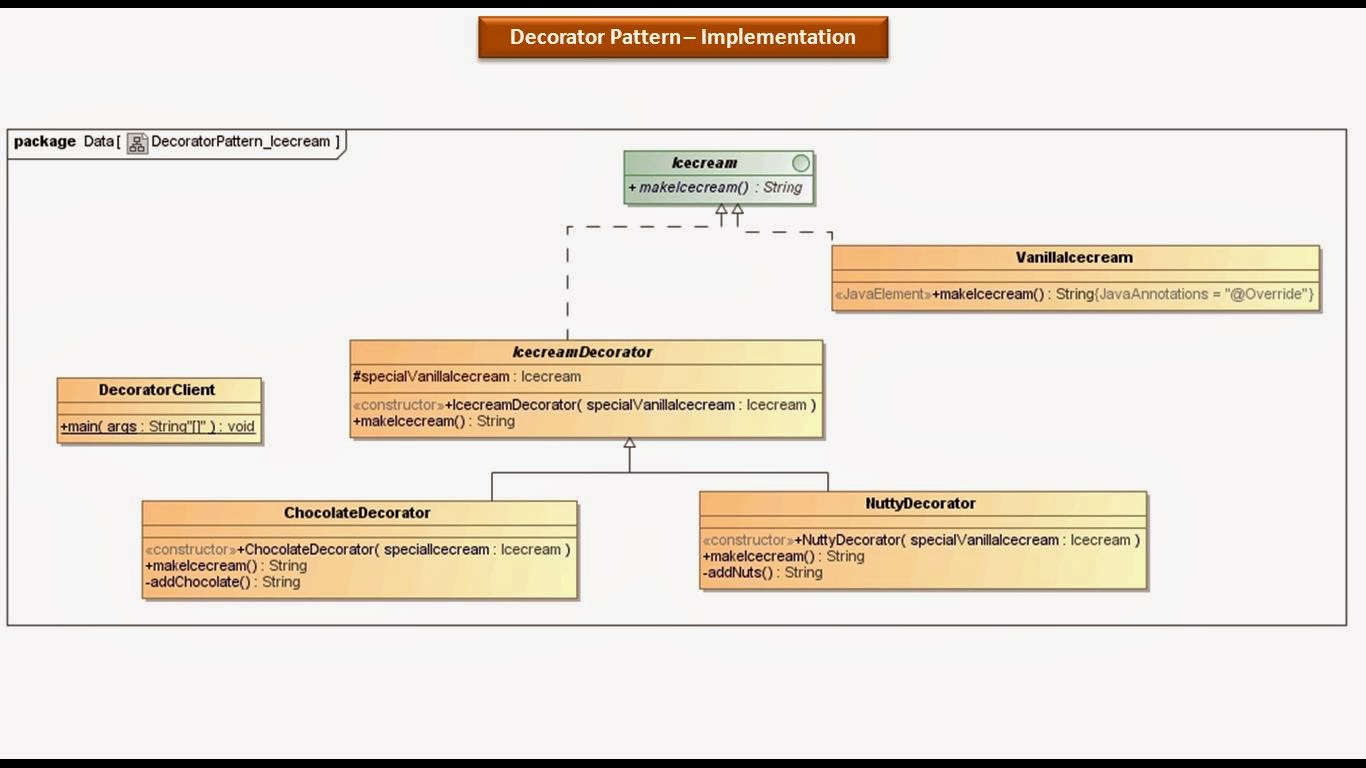 Decorator Pattern – Implementation
package Data[ DecoratorPattern_Icecream ]
Icecream
+ makeIcecream() : String
VanillaIcecream
«JavaElement»+makeIcecream() : String{JavaAnnotations = "@Override"}
IcecreamDecorator
#specialVanillaIcecream : Icecream
«constructor»+IcecreamDecorator( specialVanillaIcecream : Icecream )
+makeIcecream() : String
DecoratorClient
+main( args : String"[]" ) : void
ChocolateDecorator
«constructor»+ChocolateDecorator( specialIcecream : Icecream )
+makeIcecream() : String
-addChocolate() : String
NuttyDecorator
«constructor»+NuttyDecorator( specialVanillaIcecream : Icecream )
+makeIcecream() : String
-addNuts() : String